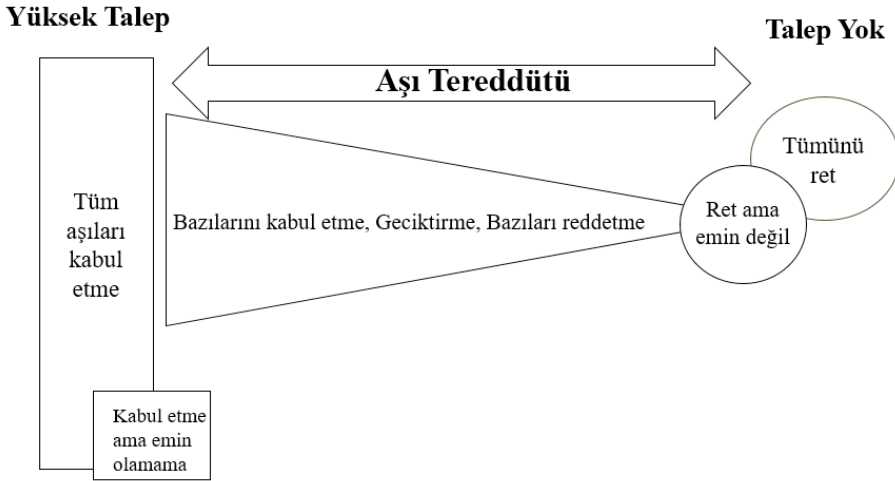 Yüksek Talep
Talep Yok
Aşı Tereddütü
Tümünü
ret
Tüm
aşıları
kabul
etme
Bazılarını kabul etme, Geciktirme, Bazıları reddetme
Ret ama
emin değil
Kabul etme
ama emin
olamama